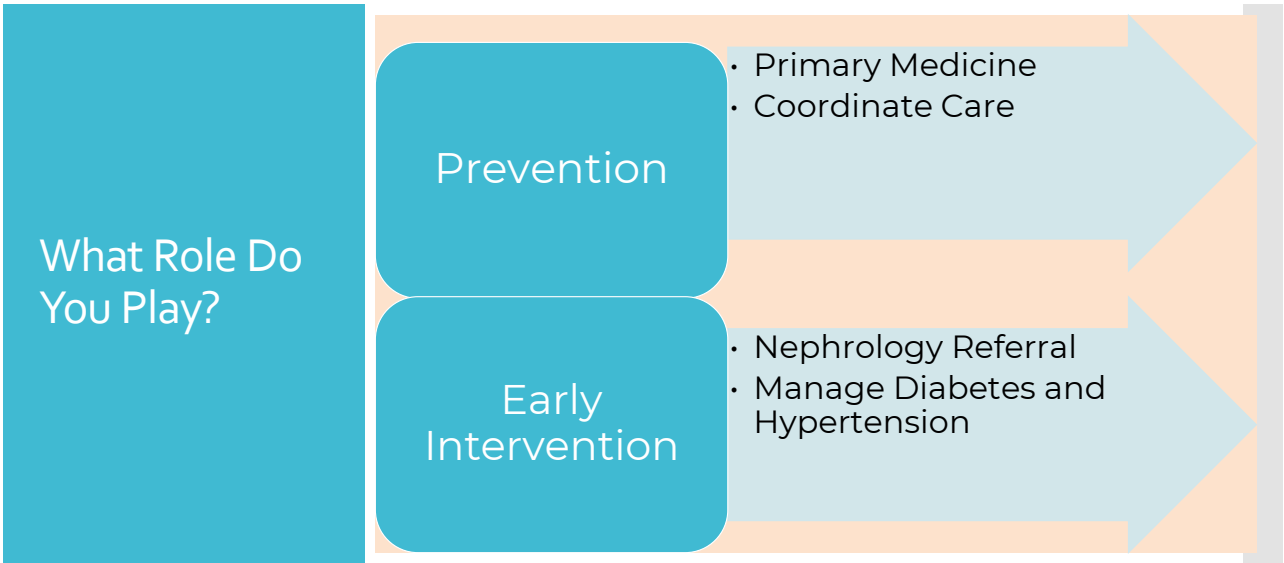 What Role Do
You Play?
Prevention
• Primary Medicine
• Coordinate Care
Early
Intervention
• Nephrology Referral
• Manage Diabetes and
Hypertension